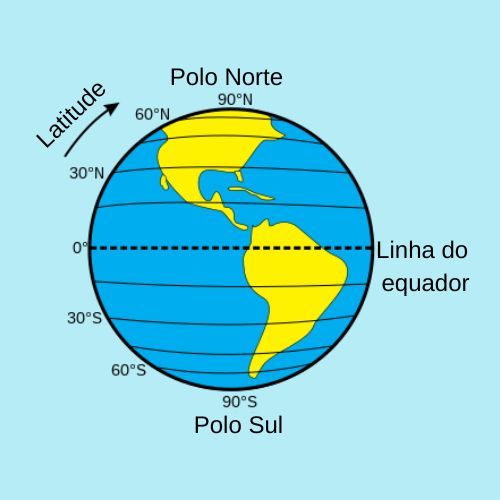 Polo Norte
90°N
Latitude
60°N
30°N
0°
Linha do
equador
30°S
60°S
90°S
Polo Sul